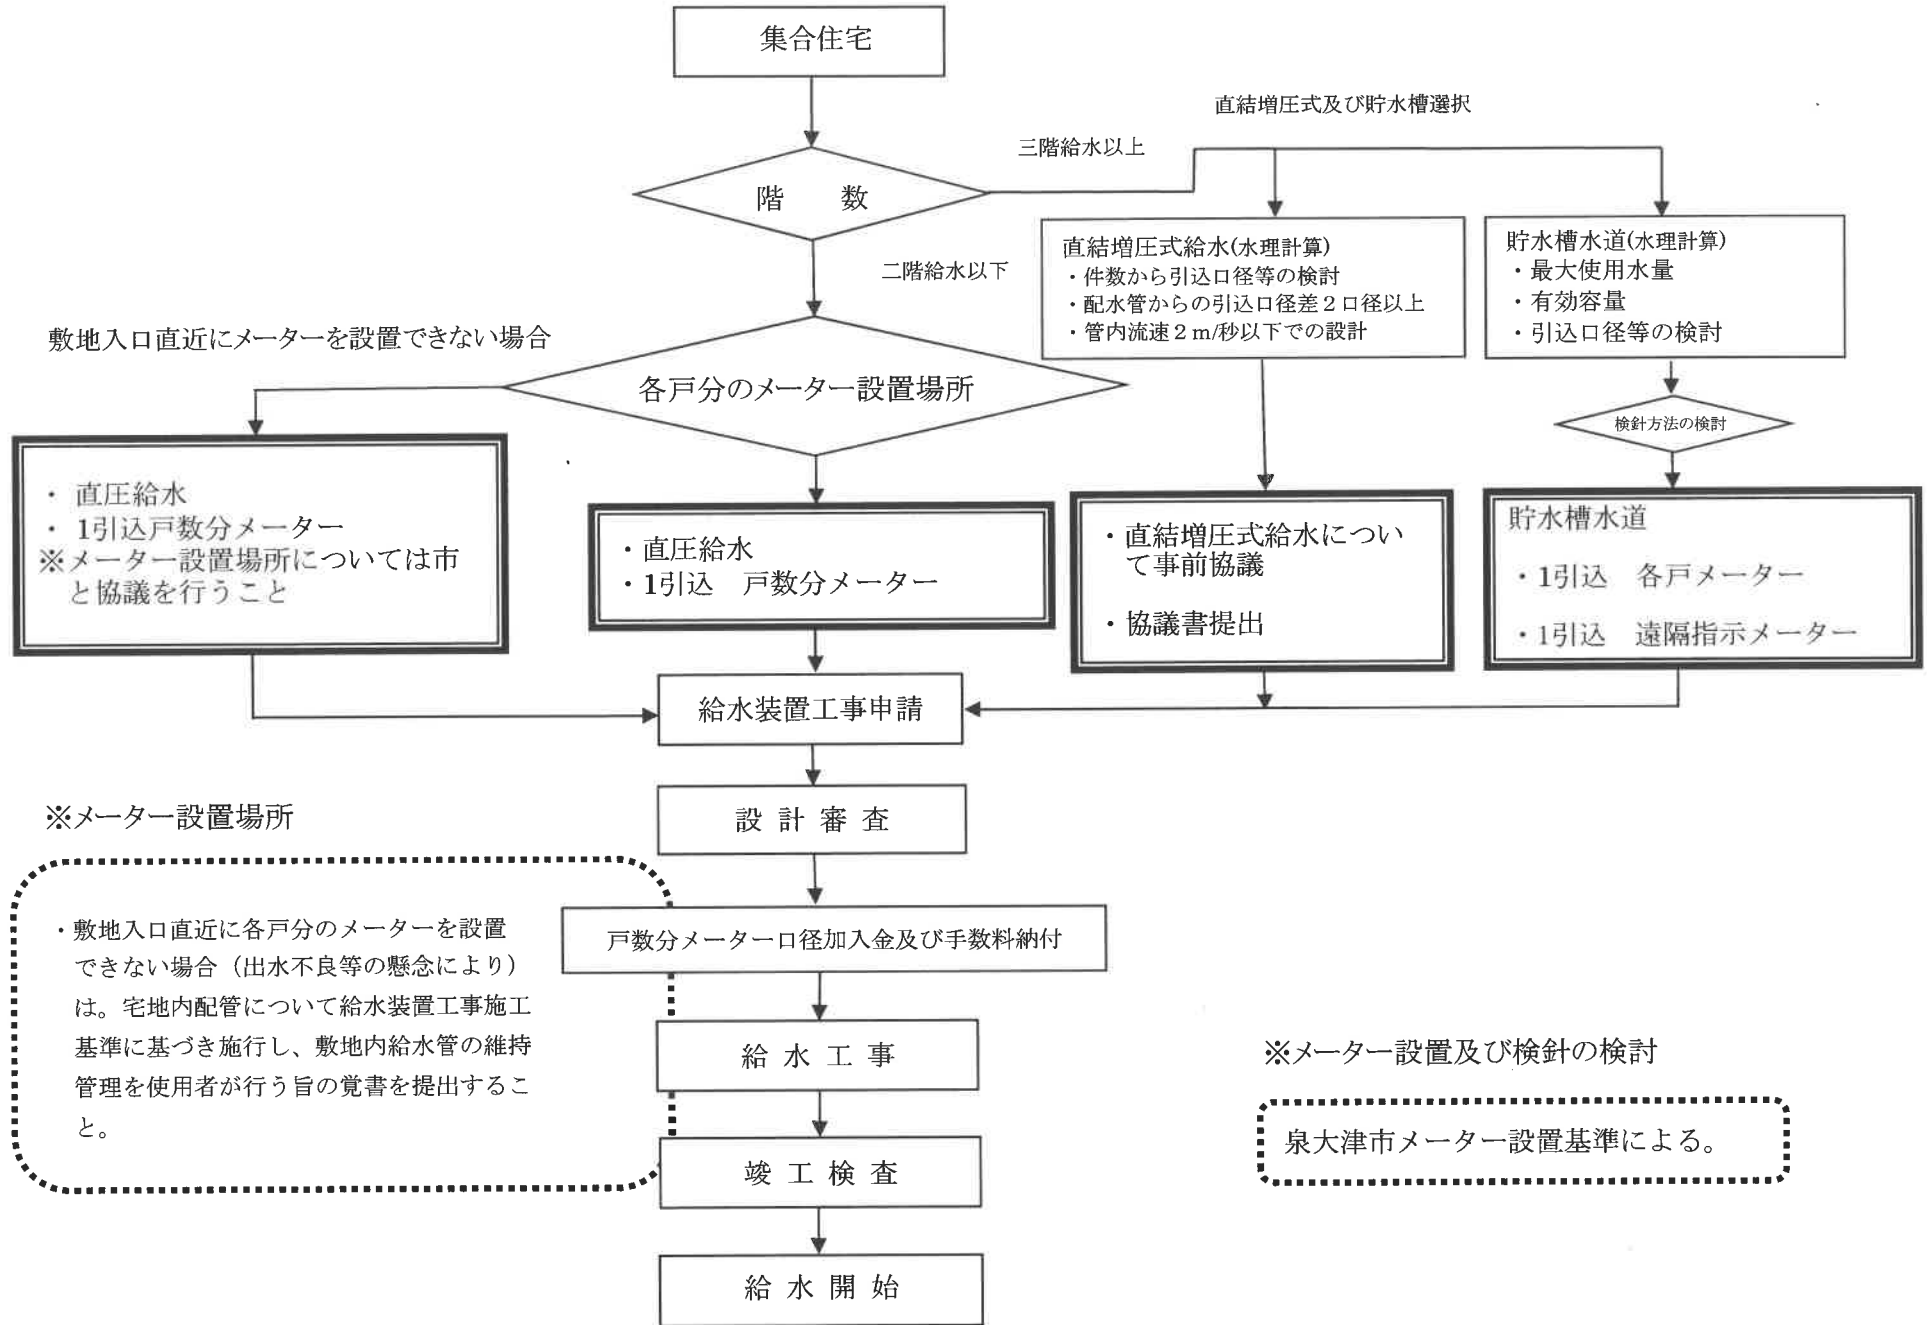 集合住宅
直結増圧式及び貯水槽選択
三階給水以上
階　　数
二階給水以下
直結増圧式給水(水理計算)
・件数から引込口径等の検討
・配水管からの引込口径差２口径以上
・管内流速２ｍ/秒以下での設計
貯水槽水道(水理計算)
・最大使用水量
・有効容量
・引込口径等の検討
敷地入口直近にメーターを設置できない場合
各戸分のメーター設置場所
検針方法の検討
・ 直圧給水
・ 1引込戸数分メーター
※メーター設置場所については市
と協議を行うこと
・直圧給水
・1引込　戸数分メーター
・直結増圧式給水につい
て事前協議
・協議書提出
貯水槽水道
・1引込　各戸メーター
・1引込　遠隔指示メーター
給水装置工事申請
設 計 審 査
※メーター設置場所
・敷地入口直近に各戸分のメーターを設置
できない場合（出水不良等の懸念により）
は。宅地内配管について給水装置工事施工
基準に基づき施行し、敷地内給水管の維持
管理を使用者が行う旨の覚書を提出するこ
と。
戸数分メーター口径加入金及び手数料納付
給 水 工 事
竣 工 検 査
給 水 開 始
※メーター設置及び検針の検討
泉大津市メーター設置基準による。